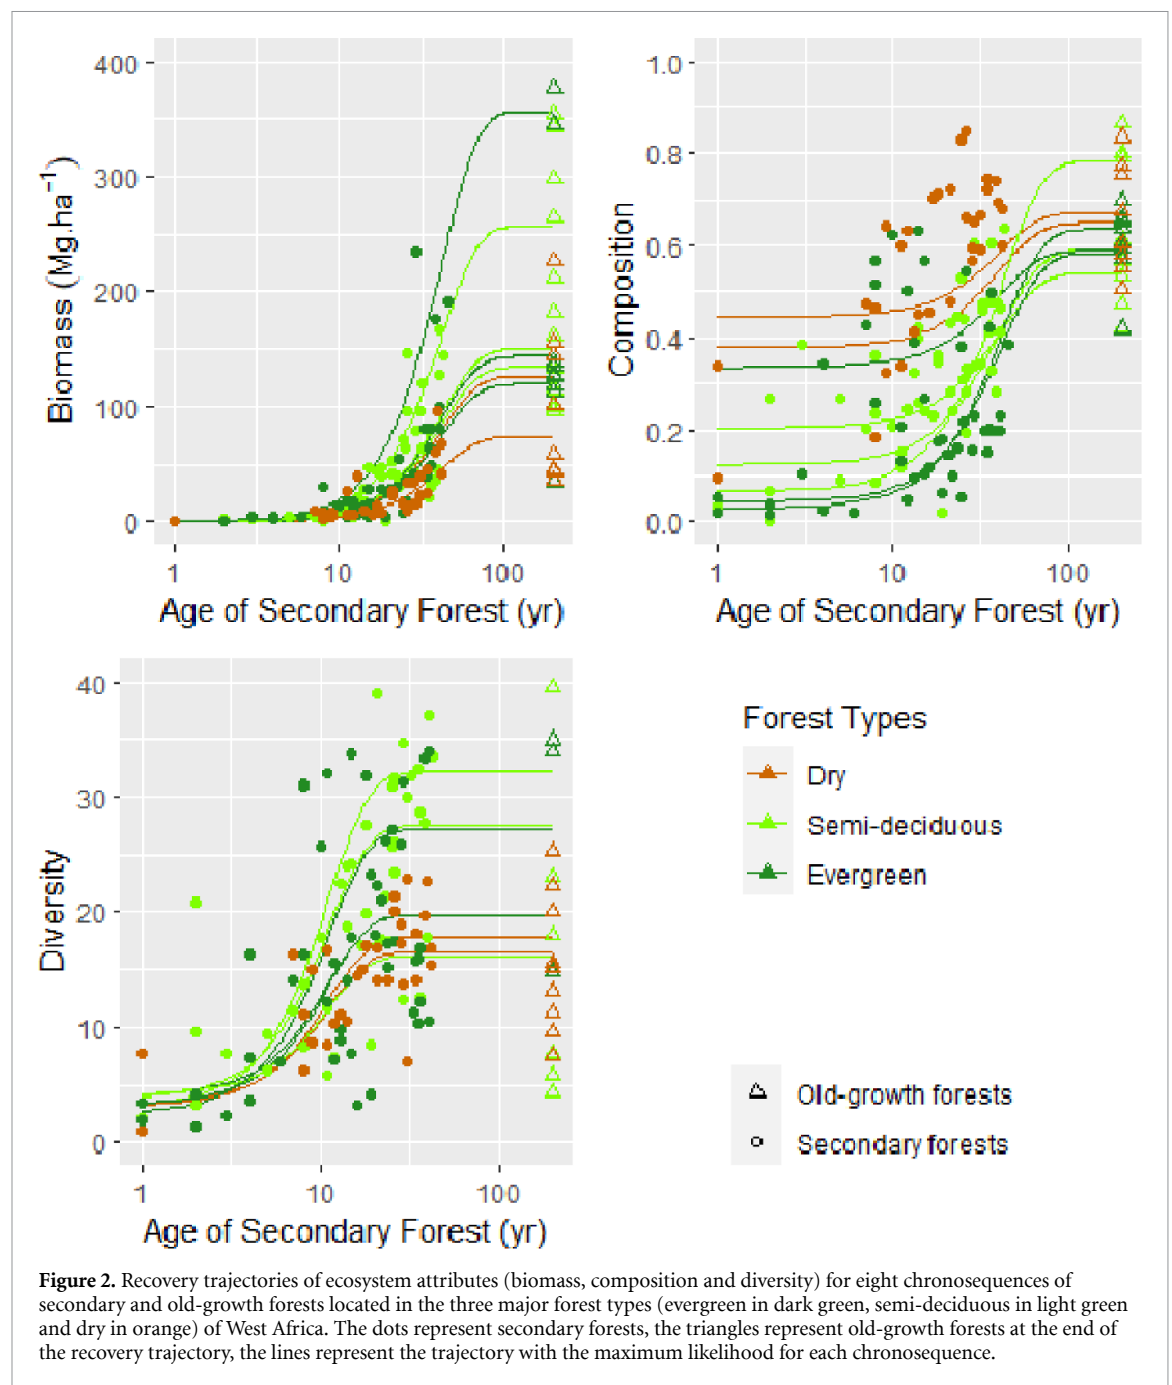 400
300
200
100
0
Biomass (Mg.ha⁻¹)
1 10 100
Age of Secondary Forest (yr)
1.0
0.8
0.6
0.4
0.2
0.0
Composition
1 10 100
Age of Secondary Forest (yr)
40
30
20
10
0
Diversity
1 10 100
Age of Secondary Forest (yr)
Forest Types
Dry
Semi-deciduous
Evergreen
Old-growth forests
Secondary forests
Figure 2. Recovery trajectories of ecosystem attributes (biomass, composition and diversity) for eight chronosequences of
secondary and old-growth forests located in the three major forest types (evergreen in dark green, semi-deciduous in light green
and dry in orange) of West Africa. The dots represent secondary forests, the triangles represent old-growth forests at the end of
the recovery trajectory, the lines represent the trajectory with the maximum likelihood for each chronosequence.